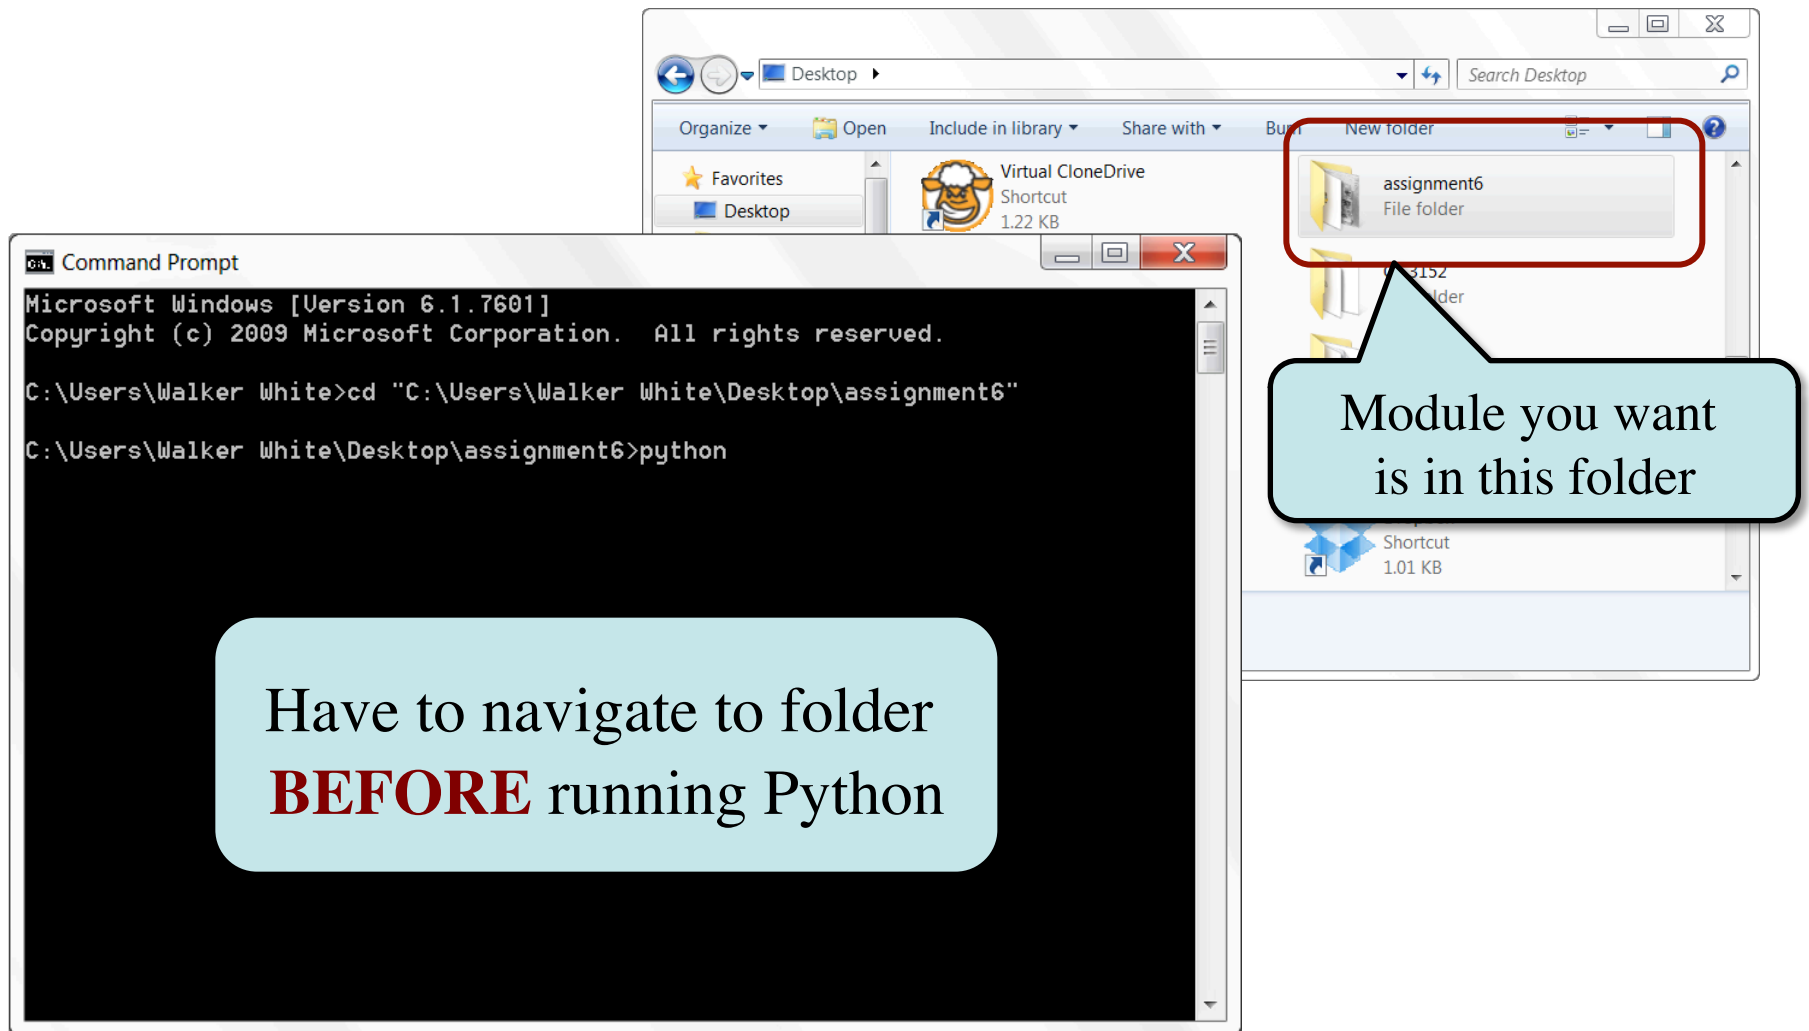 Desktop
Search Desktop
Organize
Open
Include in library
Share with
Burn
New folder
Favorites
Desktop
Virtual CloneDrive
Shortcut
1.22 KB
assignment6
File folder
3152
Module you want
is in this folder
Shortcut
1.01 KB
Command Prompt
Microsoft Windows [Version 6.1.7601]
Copyright (c) 2009 Microsoft Corporation.  All rights reserved.
C:\Users\Walker White>cd "C:\Users\Walker White\Desktop\assignment6"
C:\Users\Walker White\Desktop\assignment6>python
Have to navigate to folder
BEFORE running Python